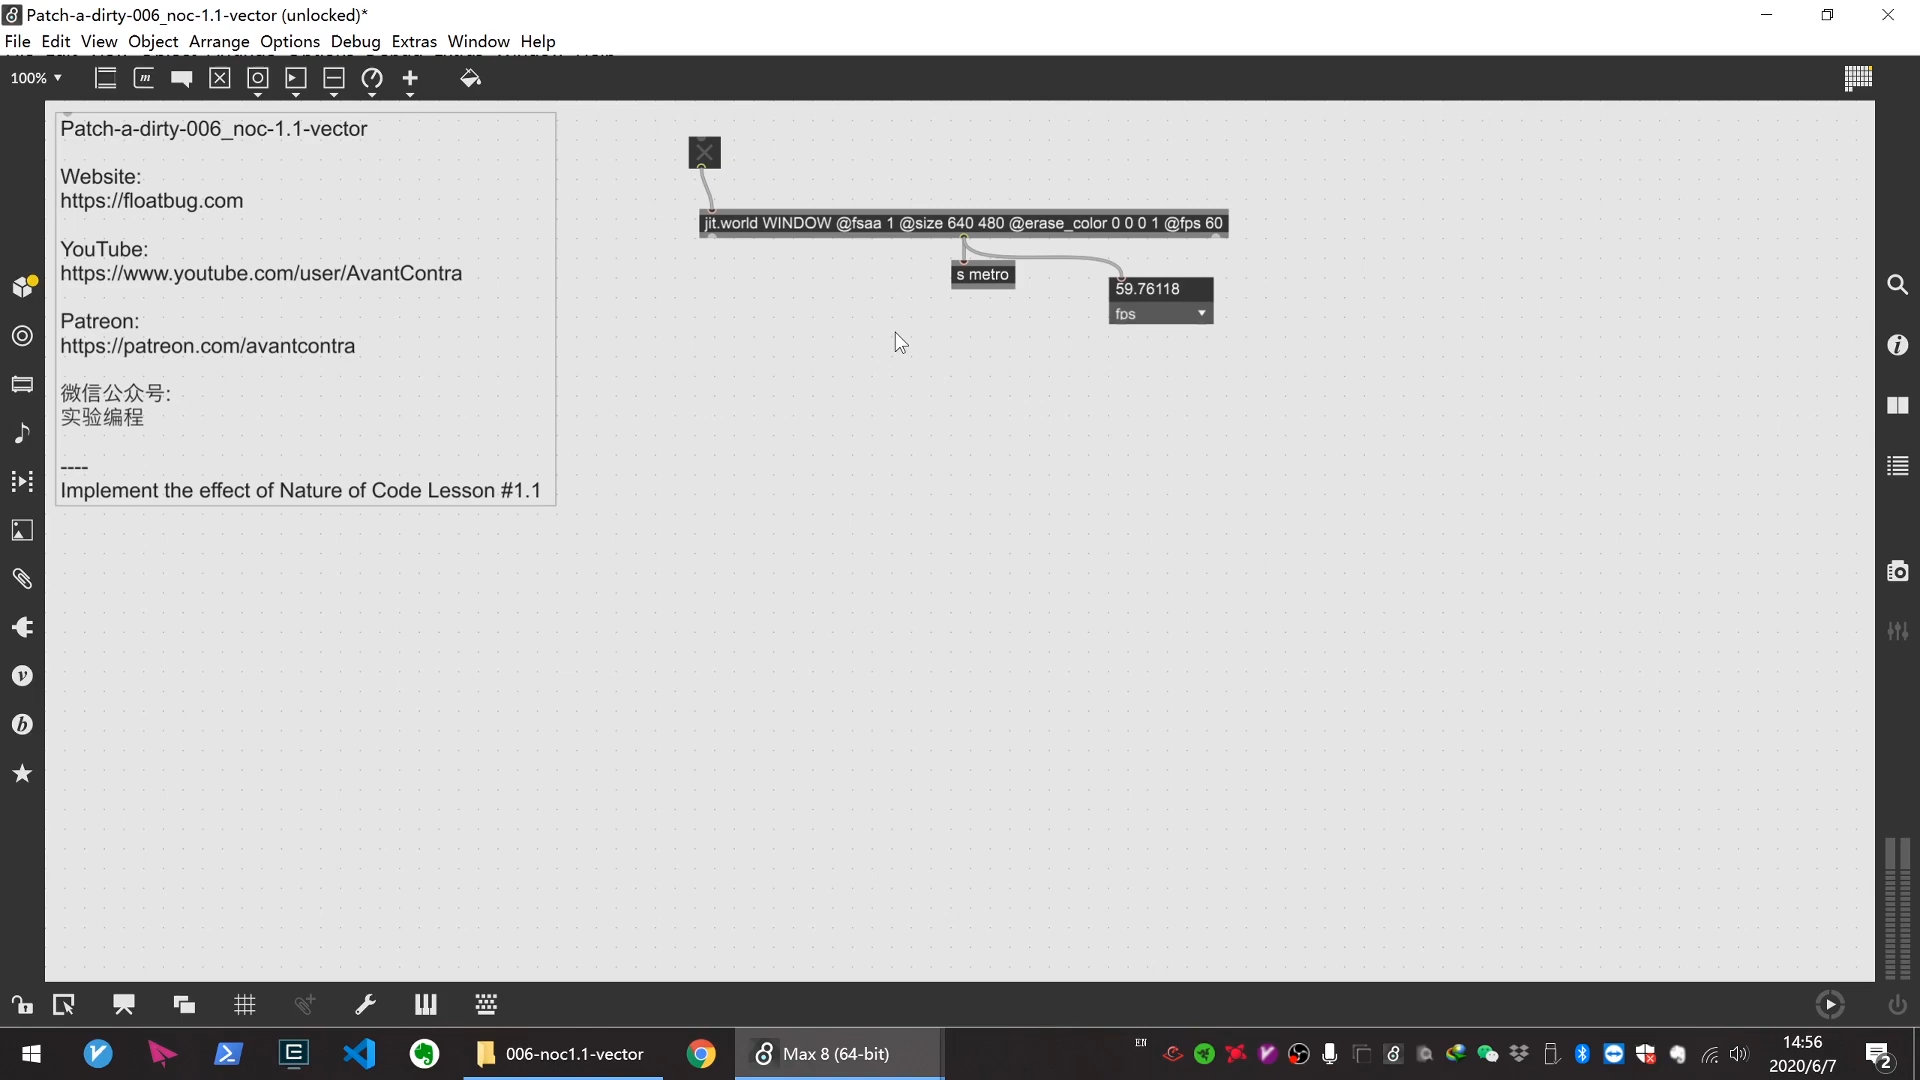 Patch-a-dirty-006_noc-1.1-vector (unlocked)*
File Edit View Object Arrange Options Debug Extras Window Help
100%
Patch-a-dirty-006_noc-1.1-vector
Website:
https://floatbug.com
YouTube:
https://www.youtube.com/user/AvantContra
Patreon:
https://patreon.com/avantcontra
微信公众号:
实验编程
----
Implement the effect of Nature of Code Lesson #1.1
jit.world WINDOW @fsaa 1 @size 640 480 @erase_color 0 0 0 1 @fps 60
s metro
59.76118
fps
006-noc1.1-vector
Max 8 (64-bit)
EN
14:56
2020/6/7
2